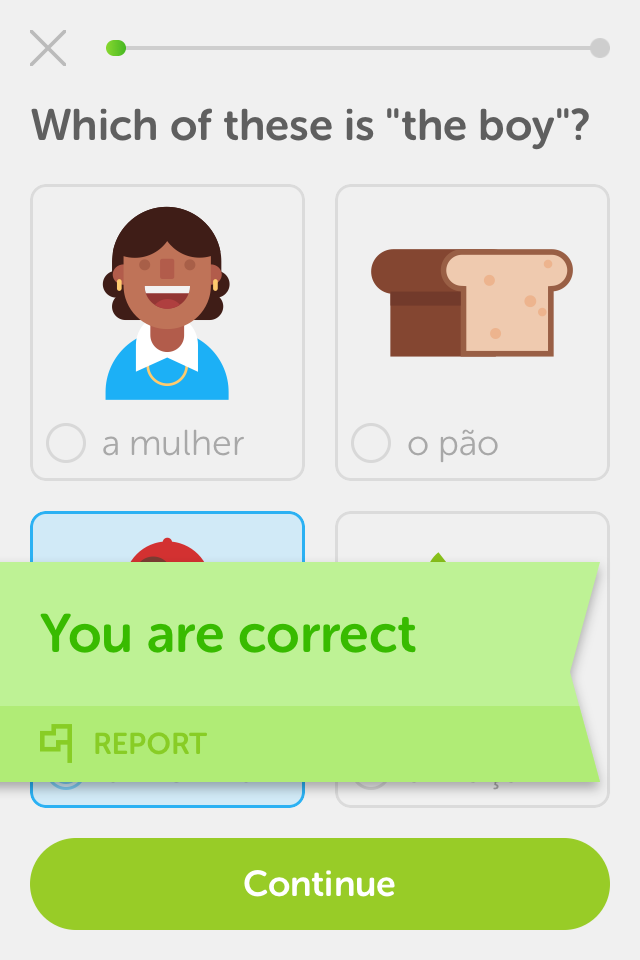 Which of these is "the boy"?
a mulher
o pão
You are correct
REPORT
Continue